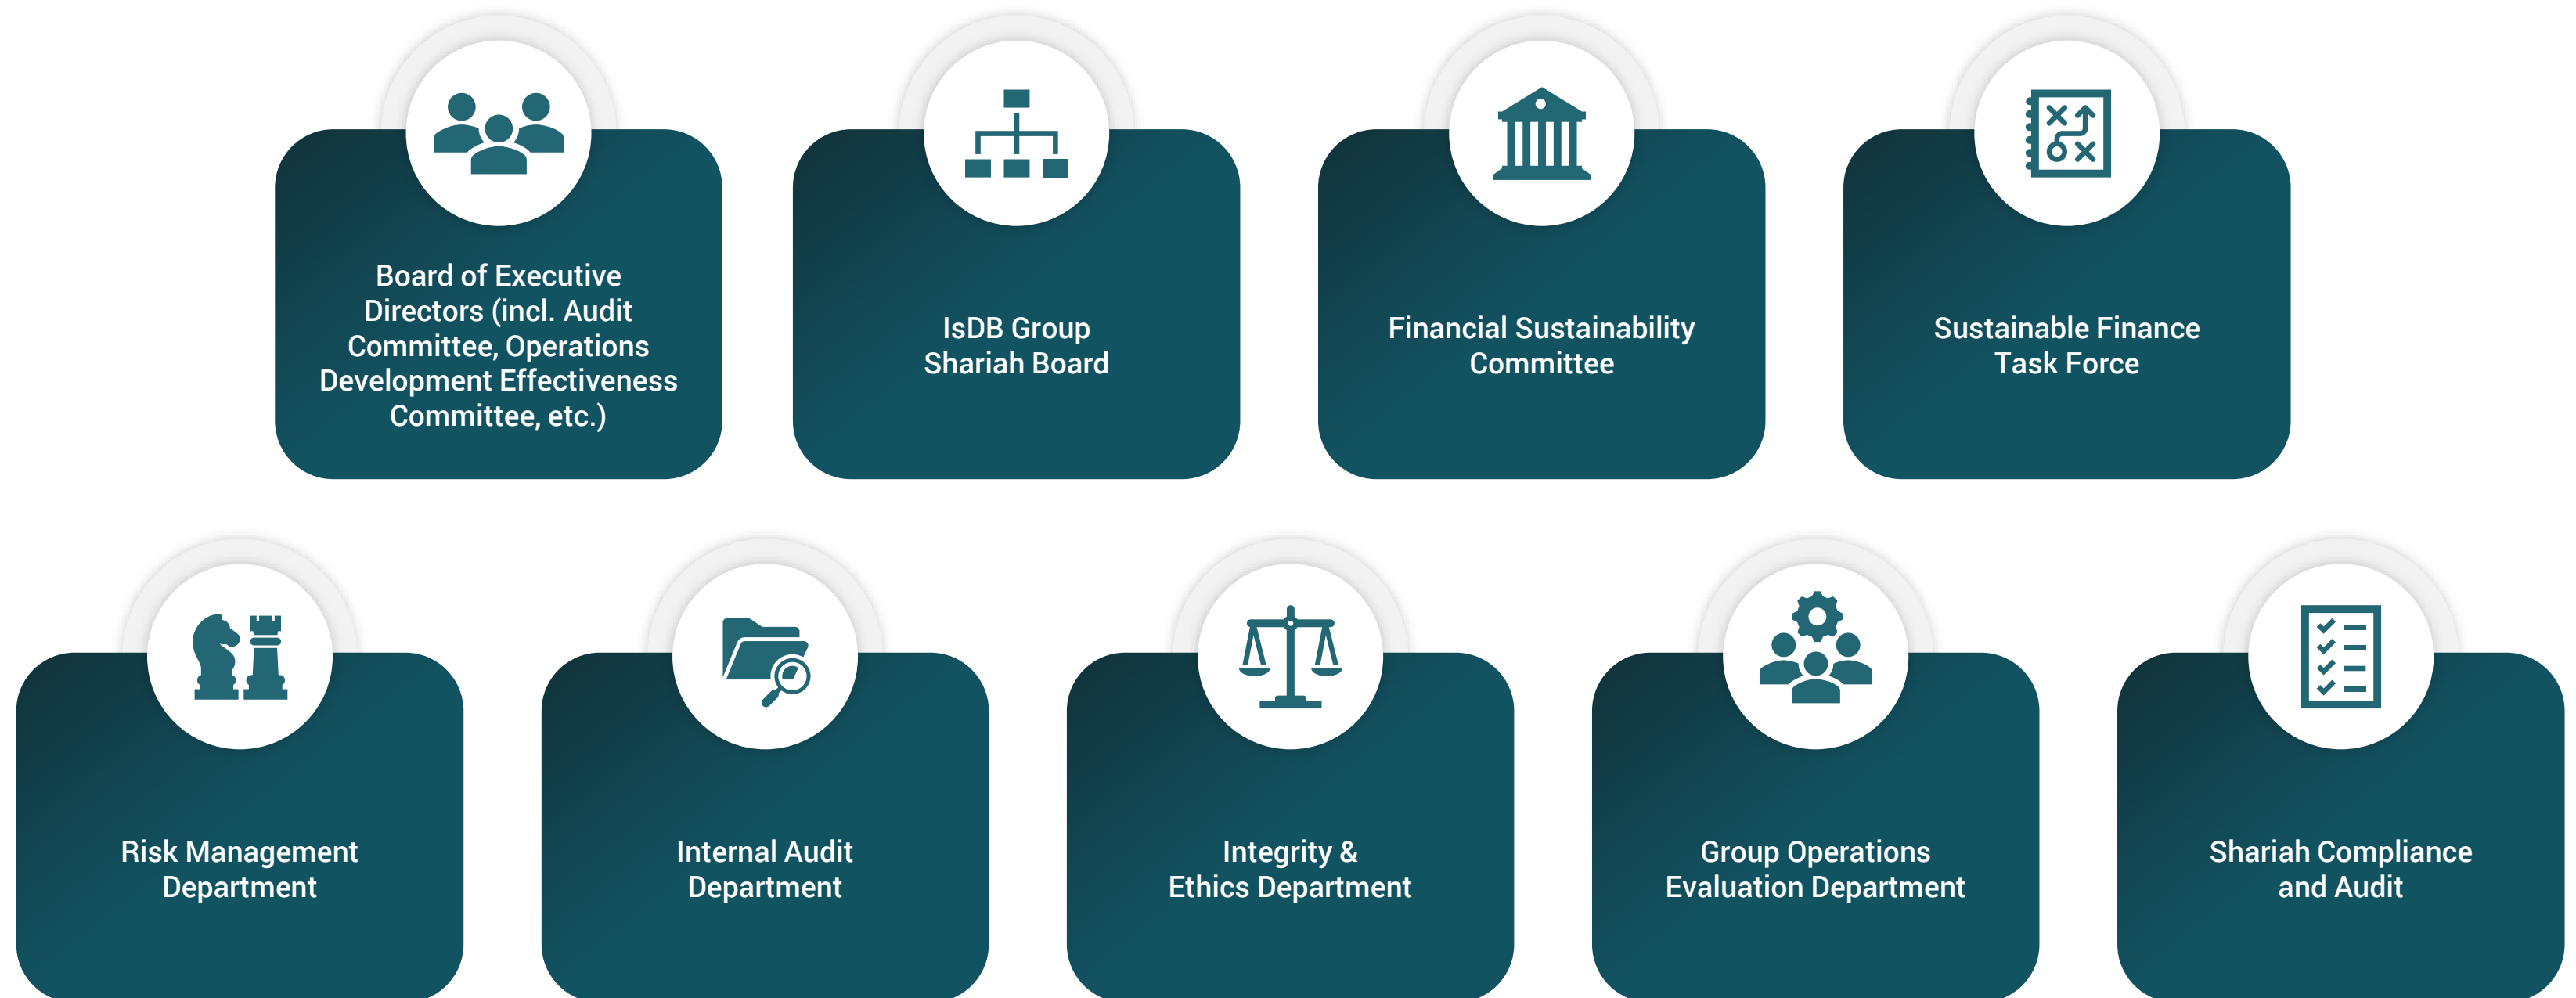 Board of Executive
Directors (incl. Audit
Committee, Operations
Development Effectiveness
Committee, etc.)
IsDB Group
Shariah Board
Financial Sustainability
Committee
Sustainable Finance
Task Force
Risk Management
Department
Internal Audit
Department
Integrity &
Ethics Department
Group Operations
Evaluation Department
Shariah Compliance
and Audit